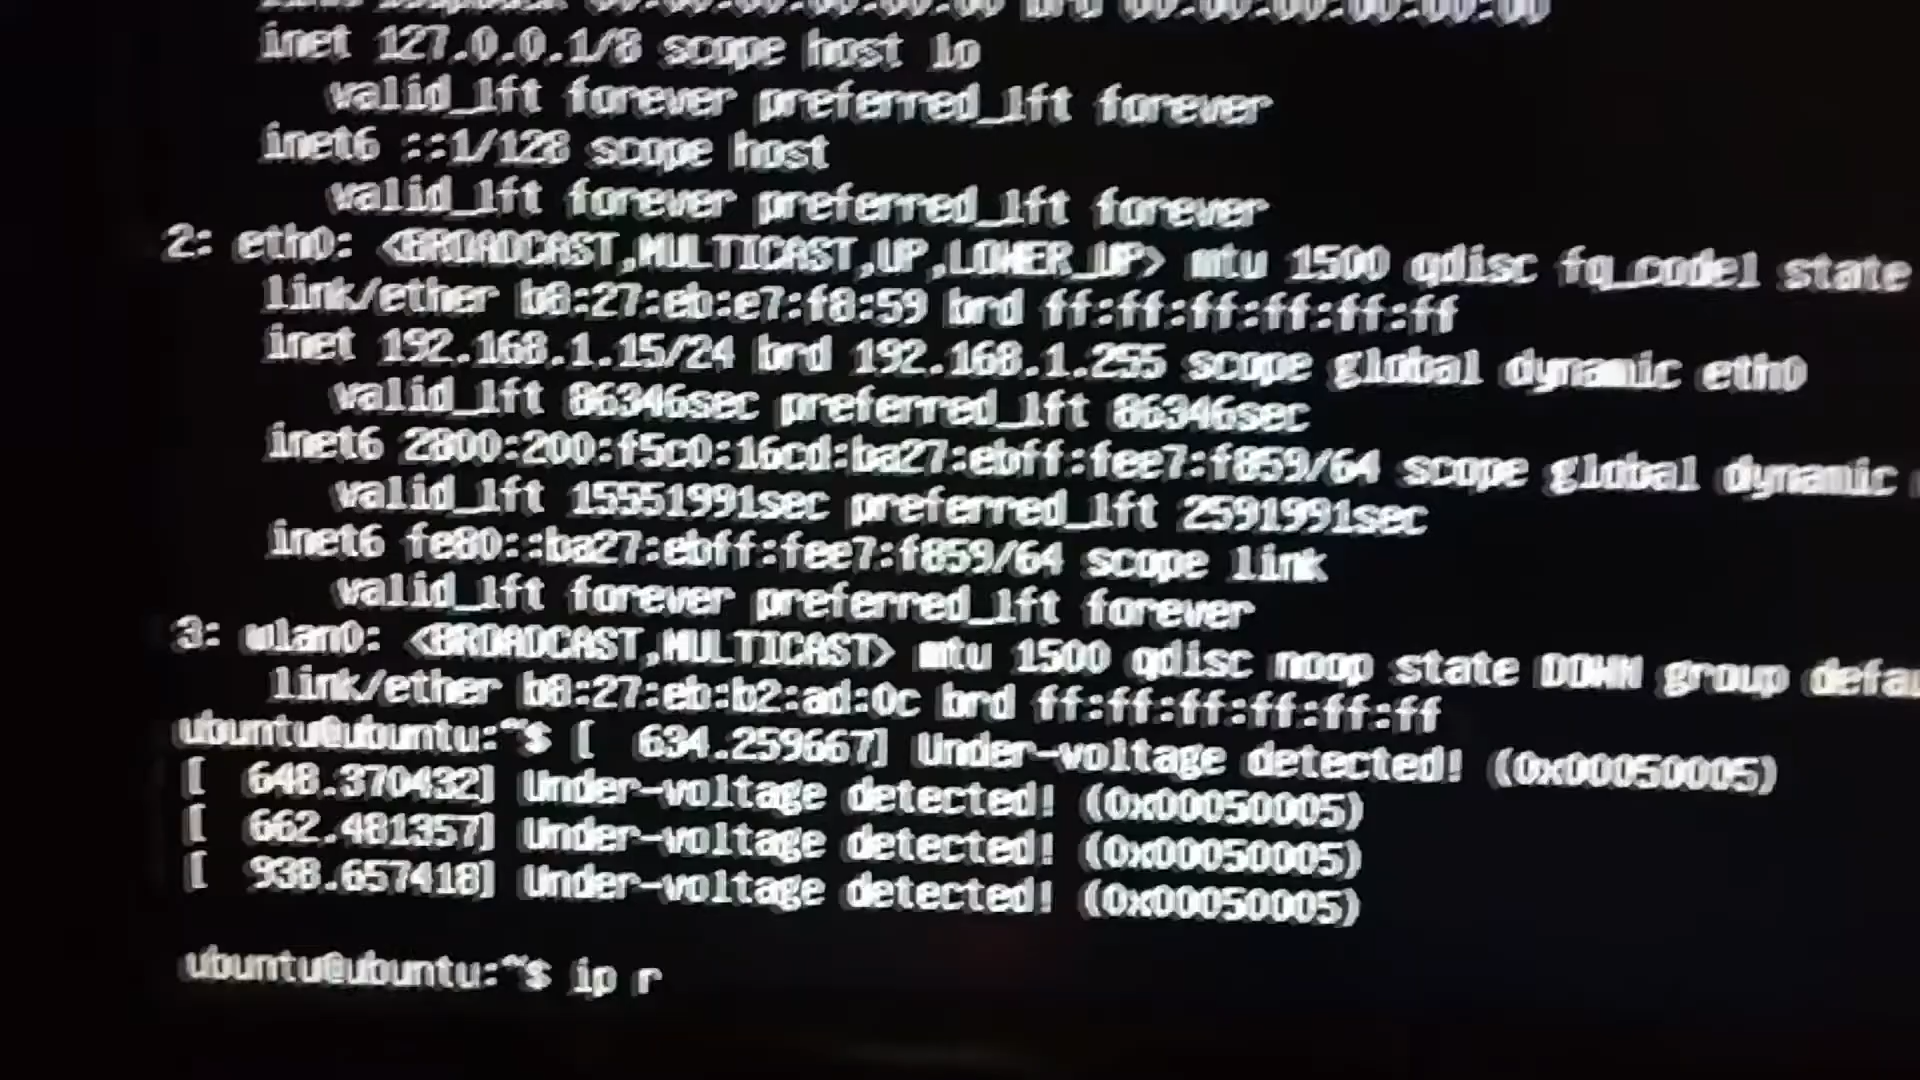 inet 127.0.0.1/8 scope host lo
valid_lft forever preferred_lft forever
inet6 ::1/128 scope host
valid_lft forever preferred_lft forever
2: eth0: <BROADCAST,MULTICAST,UP,LOWER_UP> mtu 1500 qdisc fq_codel state
link/ether b8:27:eb:e7:f8:59 brd ff:ff:ff:ff:ff:ff
inet 192.168.1.15/24 brd 192.168.1.255 scope global dynamic eth0
valid_lft 86346sec preferred_lft 86346sec
inet6 2800:200:f5c0:16cd:ba27:ebff:fee7:f859/64 scope global dynamic
valid_lft 15551991sec preferred_lft 2591991sec
inet6 fe80::ba27:ebff:fee7:f859/64 scope link
valid_lft forever preferred_lft forever
3: wlan0: <BROADCAST,MULTICAST> mtu 1500 qdisc noop state DOWN group defau
link/ether b8:27:eb:b2:ad:0c brd ff:ff:ff:ff:ff:ff
ubuntu@ubuntu:~$ [  634.259667] Under-voltage detected! (0x00050005)
[  648.370432] Under-voltage detected! (0x00050005)
[  662.481357] Under-voltage detected! (0x00050005)
[  938.657418] Under-voltage detected! (0x00050005)
ubuntu@ubuntu:~$ ip r